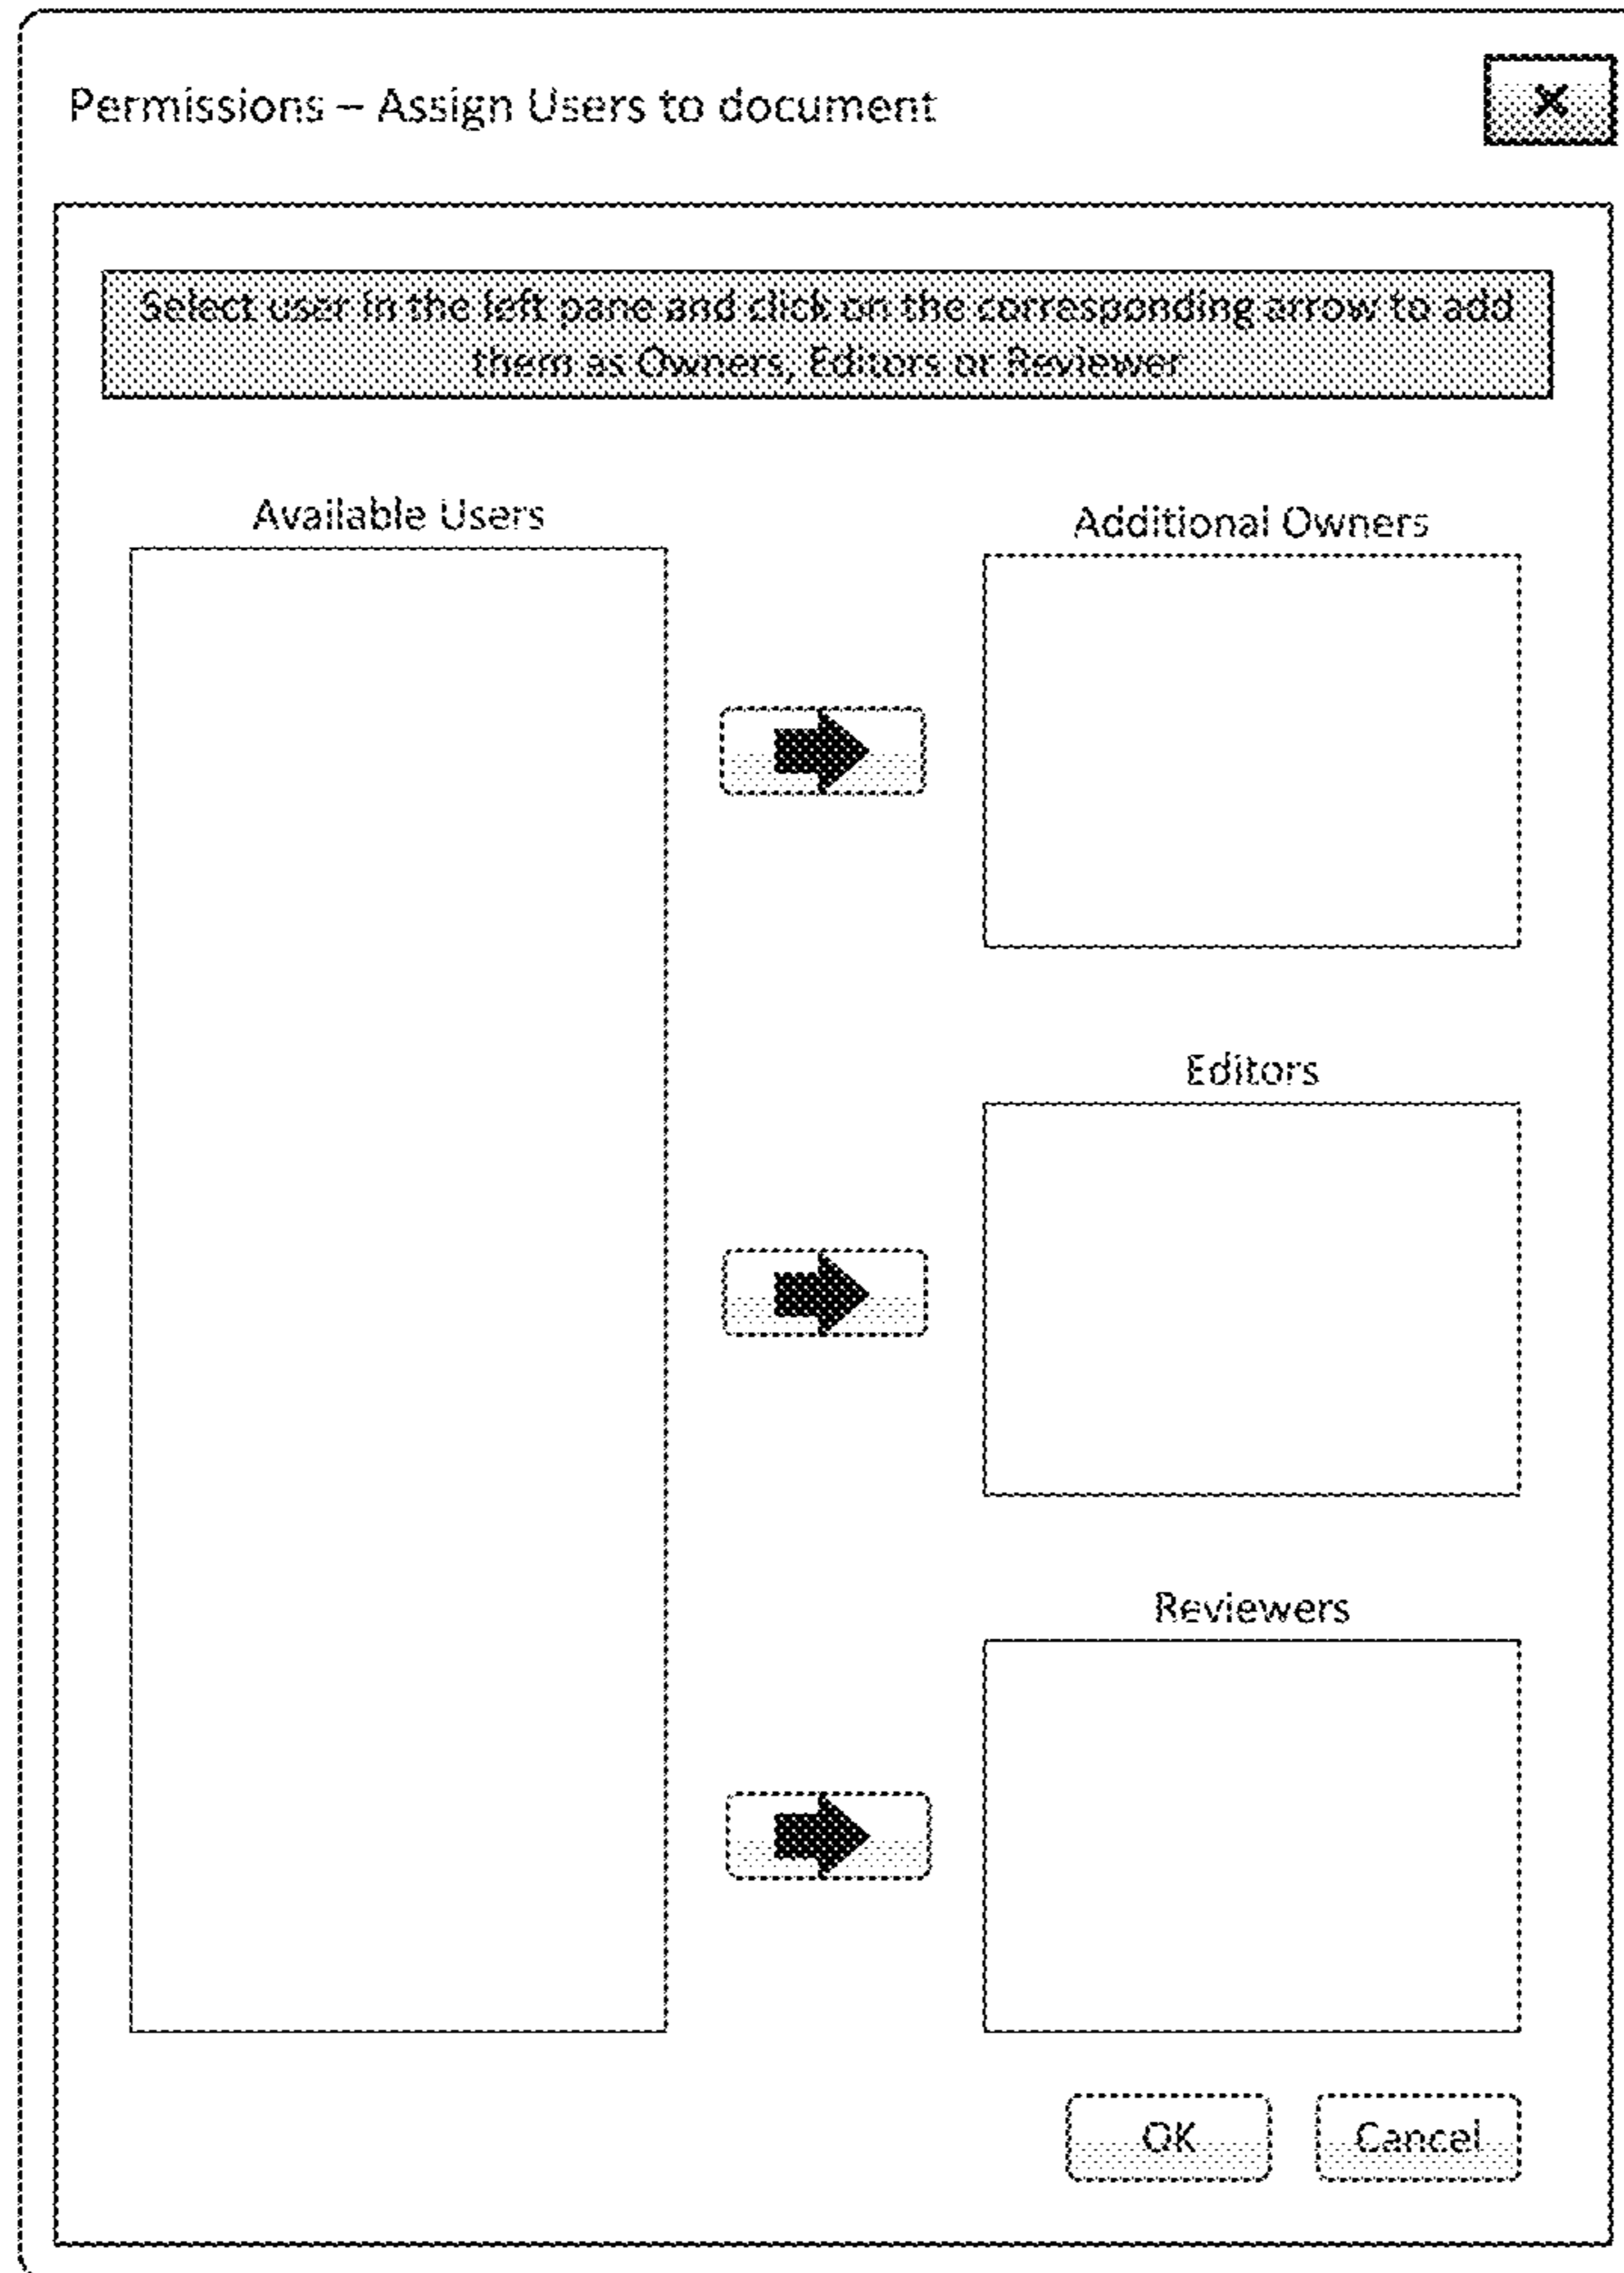 Permissions – Assign Users to document
X
Select user in the left pane and click on the corresponding arrow to add
them as Owners, Editors or Reviewer
Available Users
Additional Owners
Editors
Reviewers
OK
Cancel